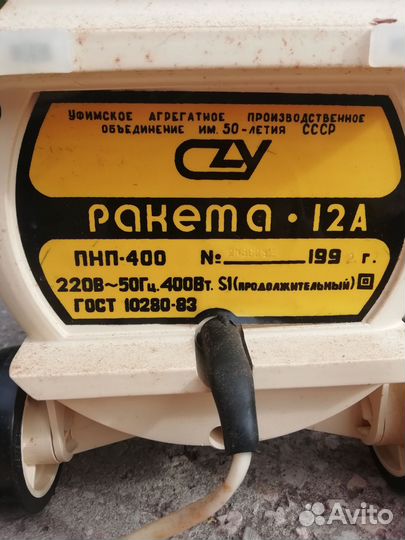 Уфимское агрегатное производственное
объединение им. 50-летия СССР
Ракета · 12А
ПНП-400 № 199 г.
220В~50Гц. 400Вт. S1(продолжительный)
ГОСТ 10280-83
Avito